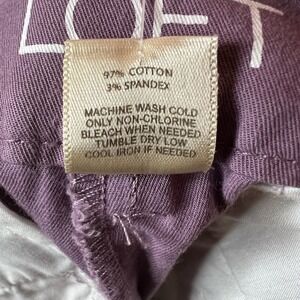 LOFT
97% COTTON
3% SPANDEX
MACHINE WASH COLD
ONLY NON-CHLORINE
BLEACH WHEN NEEDED
TUMBLE DRY LOW
COOL IRON IF NEEDED